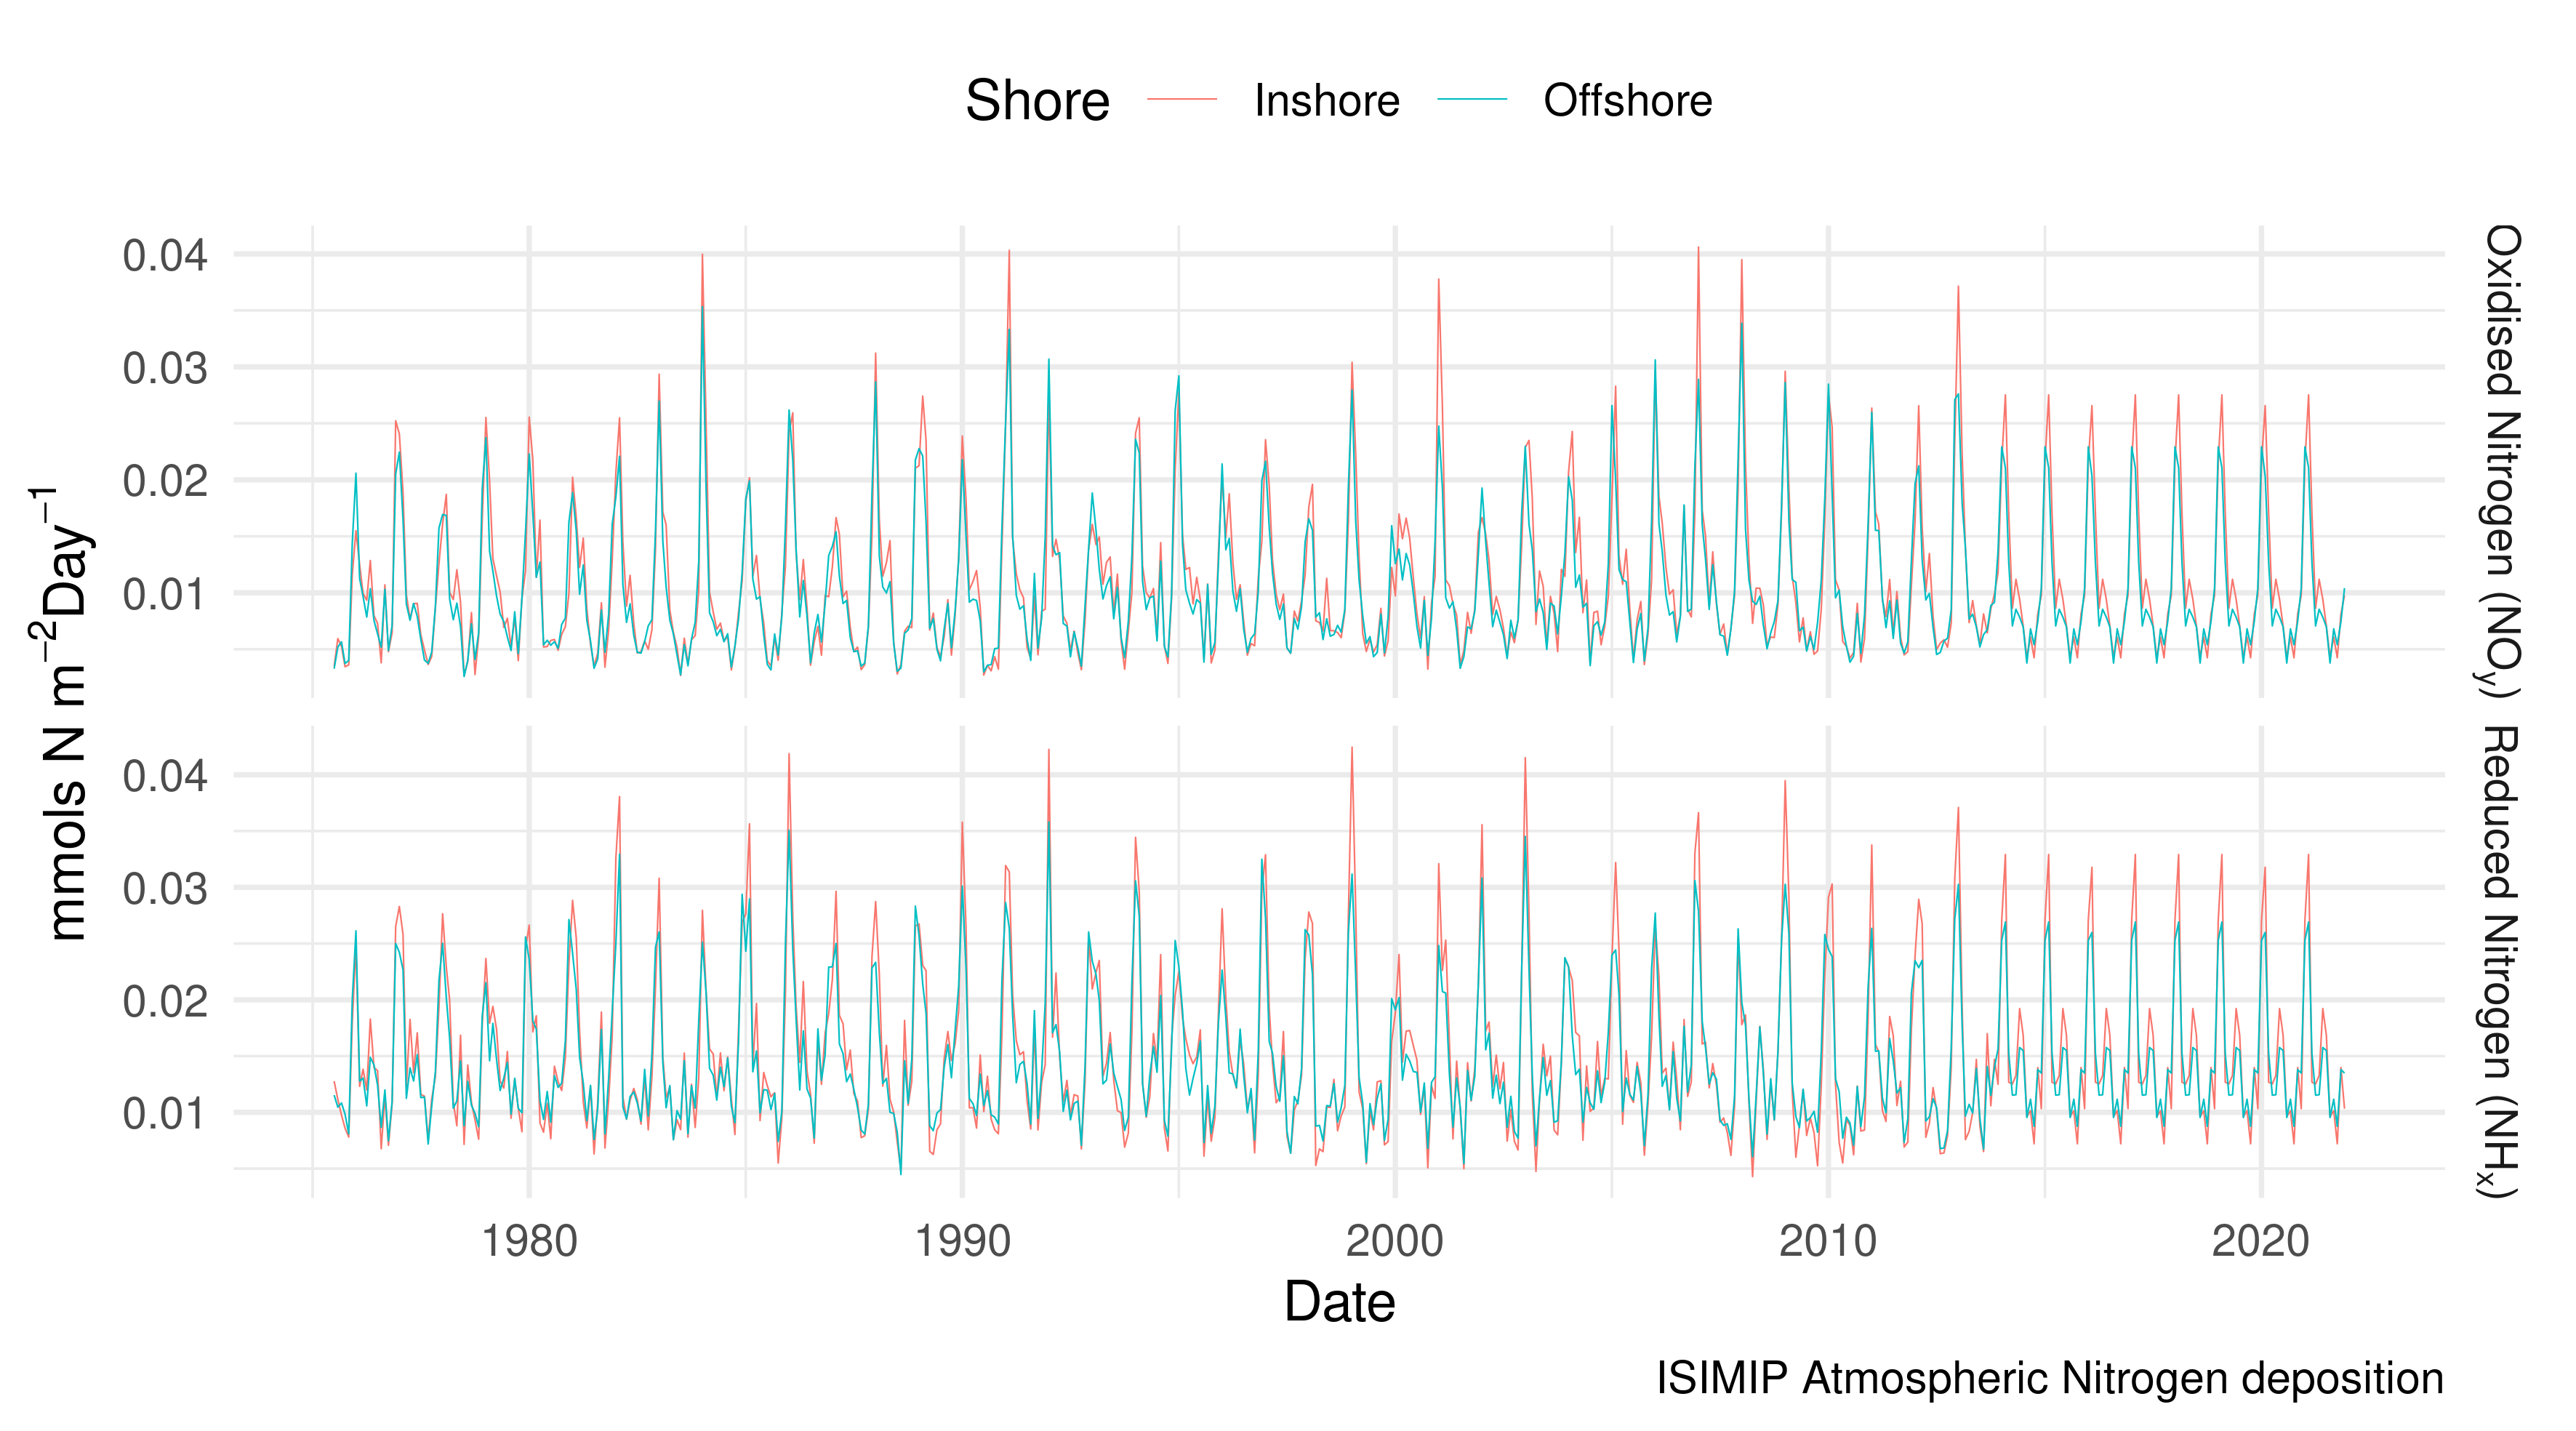 Shore Inshore Offshore
mmols N m⁻²Day⁻¹
0.04
0.03
0.02
0.01
Oxidised Nitrogen (NOᵧ)
0.04
0.03
0.02
0.01
Reduced Nitrogen (NHₓ)
1980 1990 2000 2010 2020
Date
ISIMIP Atmospheric Nitrogen deposition